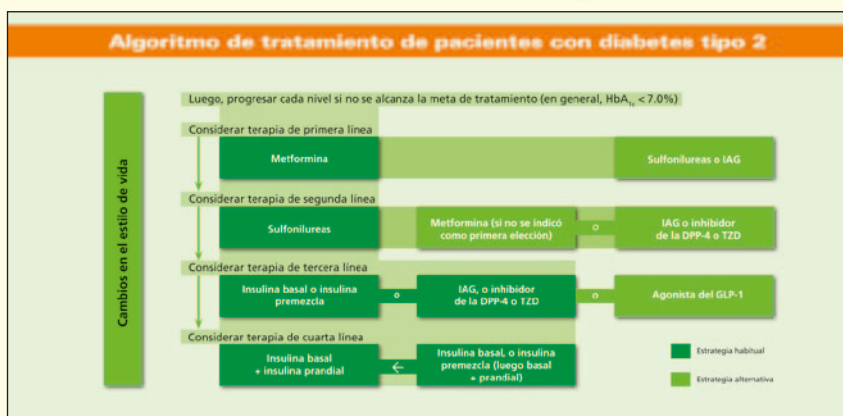 Algoritmo de tratamiento de pacientes con diabetes tipo 2
Cambios en el estilo de vida
Luego, progresar cada nivel si no se alcanza la meta de tratamiento (en general, HbA1c < 7.0%)
Considerar terapia de primera línea
Metformina
Sulfonilureas o IAG
Considerar terapia de segunda línea
Sulfonilureas
Metformina (si no se indicó
como primera elección)
o
IAG o inhibidor
de la DPP-4 o TZD
Considerar terapia de tercera línea
Insulina basal o insulina
premezcla
o
IAG, o inhibidor
de la DPP-4 o TZD
o
Agonista del GLP-1
Considerar terapia de cuarta línea
Insulina basal
+ insulina prandial
←
Insulina basal, o insulina
premezcla (luego basal
+ prandial)
Estrategia habitual
Estrategia alternativa